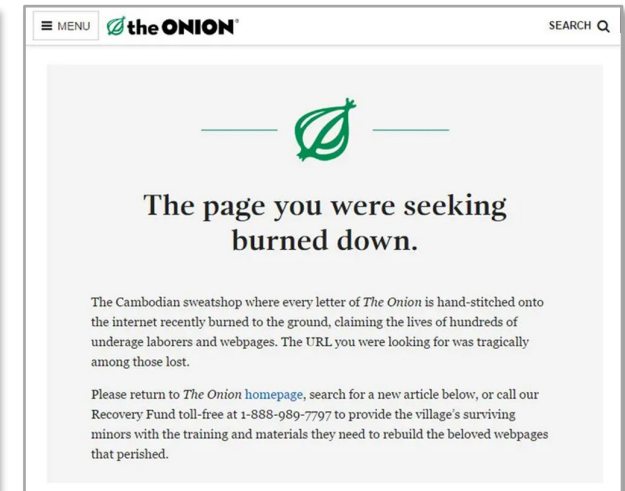 MENU the ONION® SEARCH
The page you were seeking
burned down.
The Cambodian sweatshop where every letter of The Onion is hand-stitched onto
the internet recently burned to the ground, claiming the lives of hundreds of
underage laborers and webpages. The URL you were looking for was tragically
among those lost.
Please return to The Onion homepage, search for a new article below, or call our
Recovery Fund toll-free at 1-888-989-7797 to provide the village's surviving
minors with the training and materials they need to rebuild the beloved webpages
that perished.